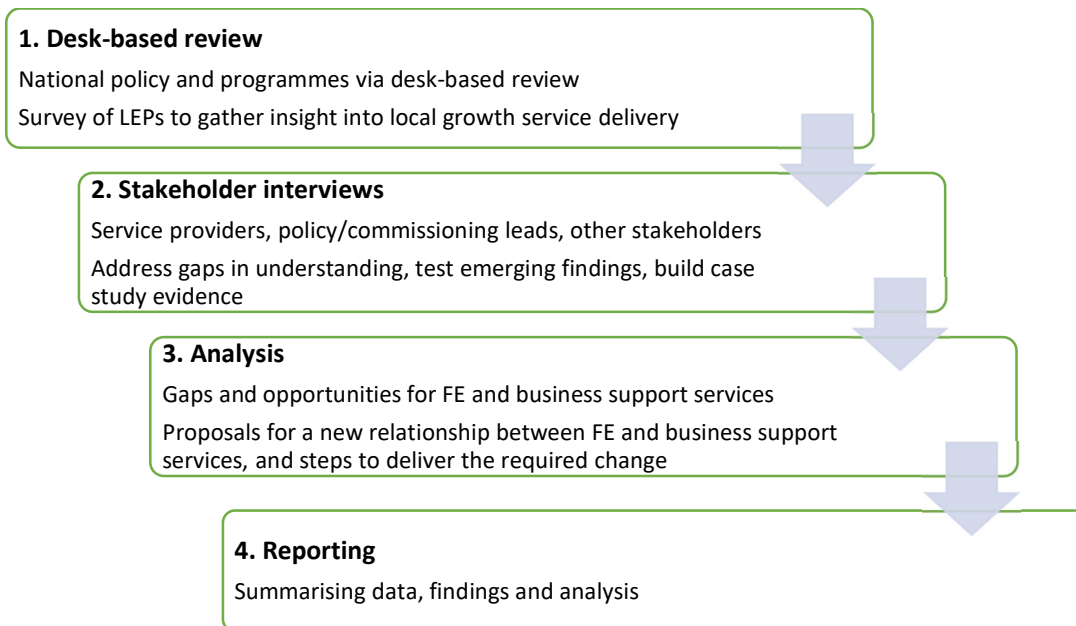 1. Desk-based review
National policy and programmes via desk-based review
Survey of LEPs to gather insight into local growth service delivery
2. Stakeholder interviews
Service providers, policy/commissioning leads, other stakeholders
Address gaps in understanding, test emerging findings, build case
study evidence
3. Analysis
Gaps and opportunities for FE and business support services
Proposals for a new relationship between FE and business support
services, and steps to deliver the required change
4. Reporting
Summarising data, findings and analysis